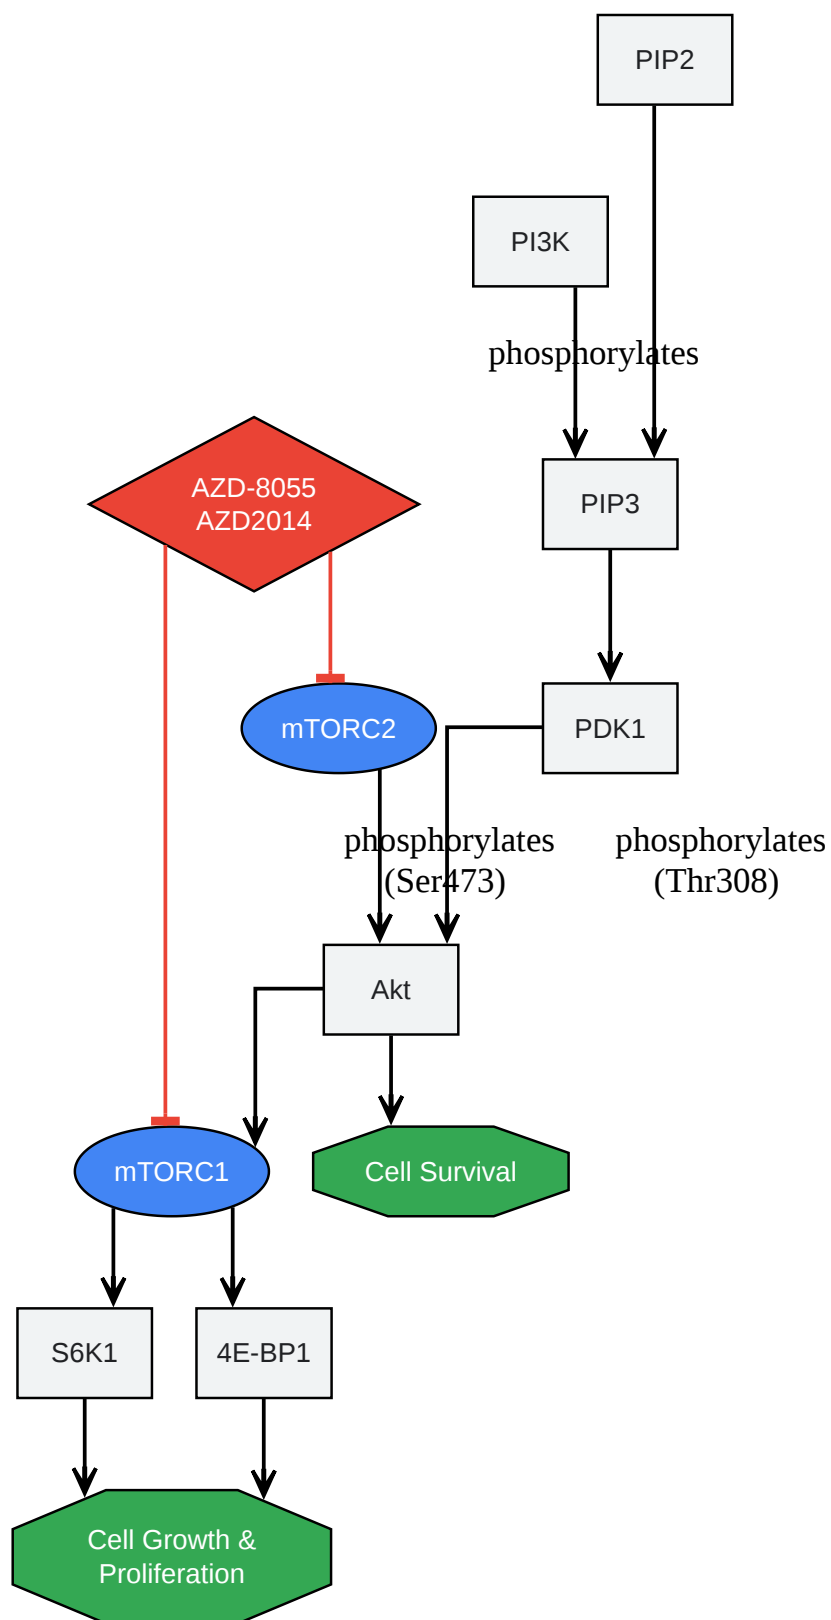 PIP2
PI3K
phosphorylates
AZD-8055
AZD2014
PIP3
mTORC2
PDK1
phosphorylates
(Ser473)
phosphorylates
(Thr308)
Akt
mTORC1
Cell Survival
S6K1
4E-BP1
Cell Growth &
Proliferation